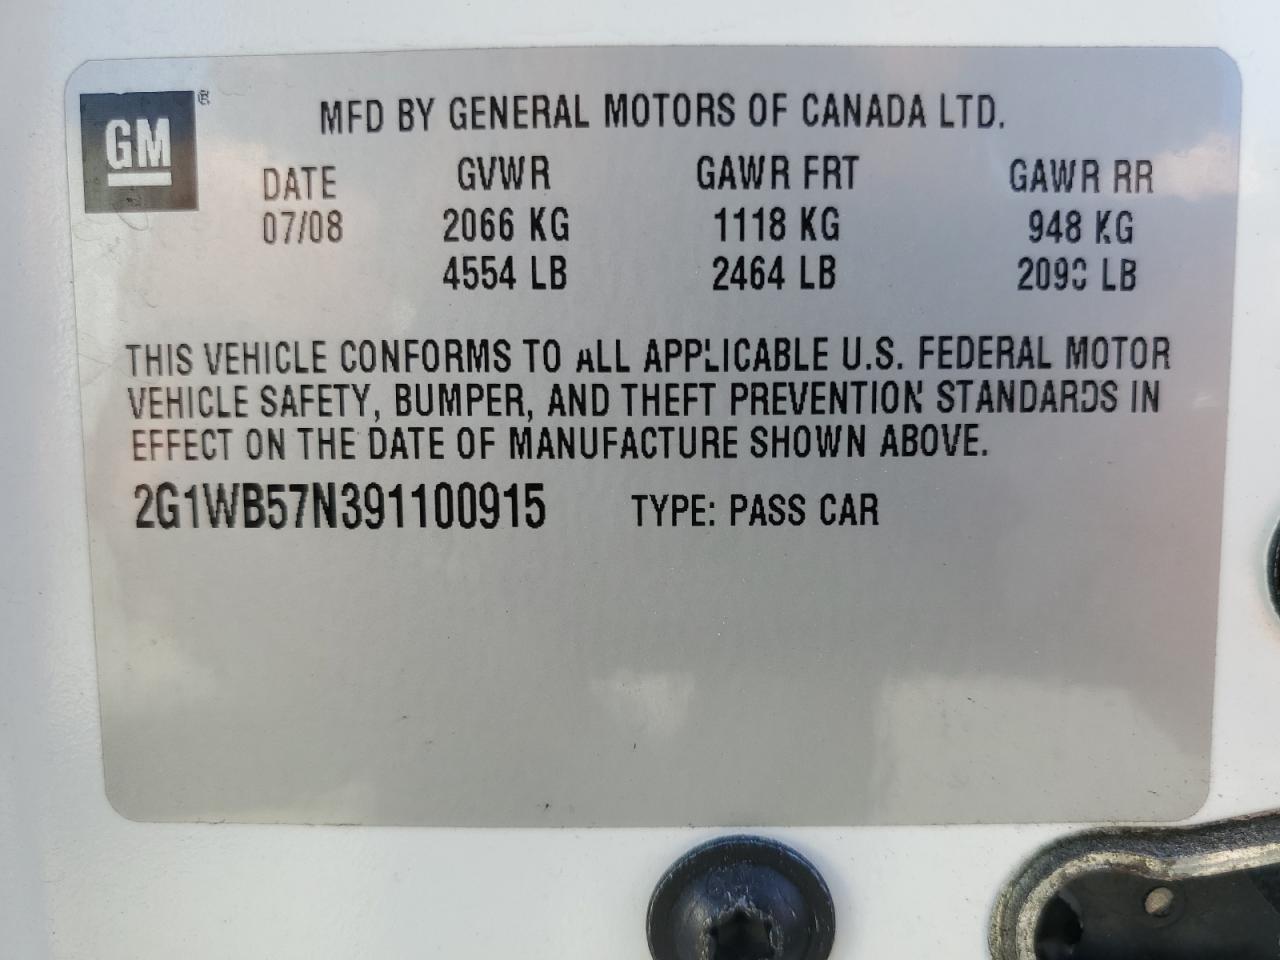 GM ®
MFD BY GENERAL MOTORS OF CANADA LTD.
DATE GVWR GAWR FRT GAWR RR
07/08 2066 KG 1118 KG 948 KG
4554 LB 2464 LB 2090 LB
THIS VEHICLE CONFORMS TO ALL APPLICABLE U.S. FEDERAL MOTOR
VEHICLE SAFETY, BUMPER, AND THEFT PREVENTION STANDARDS IN
EFFECT ON THE DATE OF MANUFACTURE SHOWN ABOVE.
2G1WB57N391100915 TYPE: PASS CAR